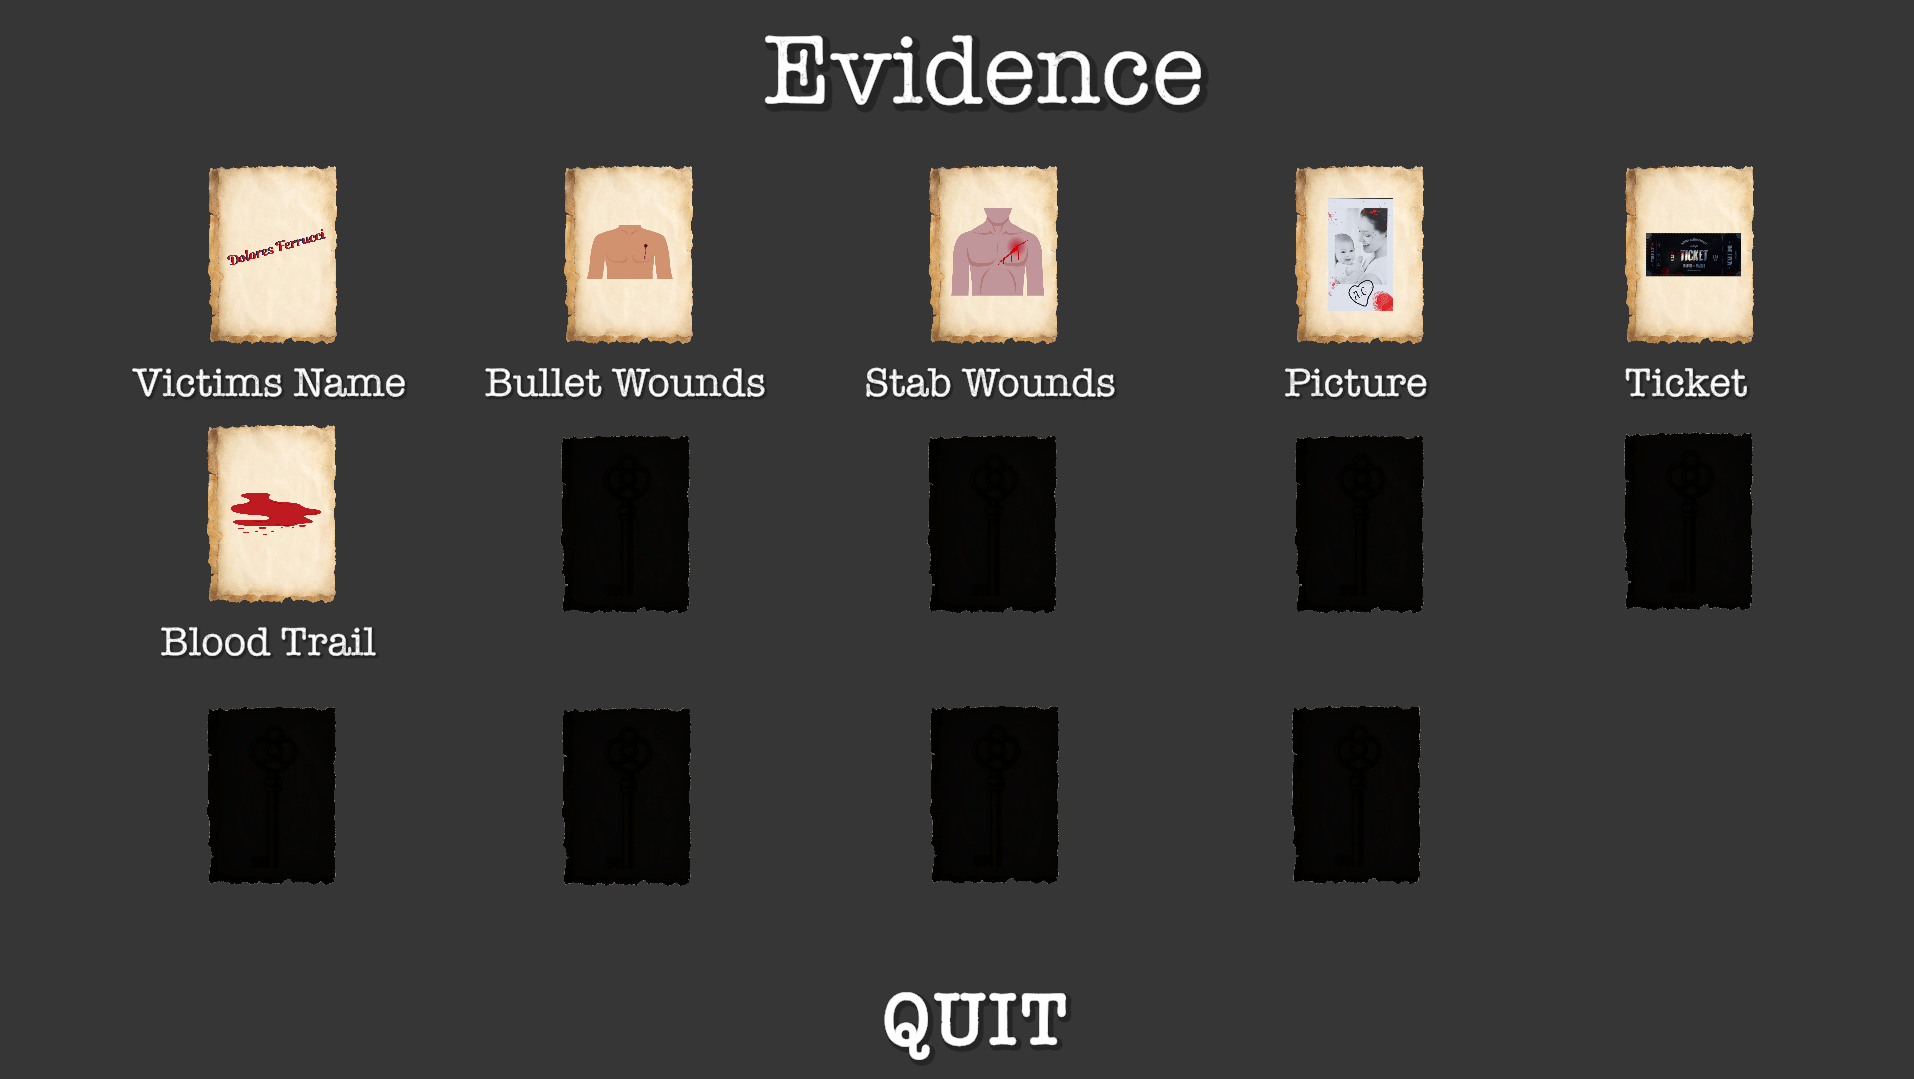 Evidence
Dolores Ferrucci
TICKET
Victims Name
Bullet Wounds
Stab Wounds
Picture
Ticket
Blood Trail
QUIT